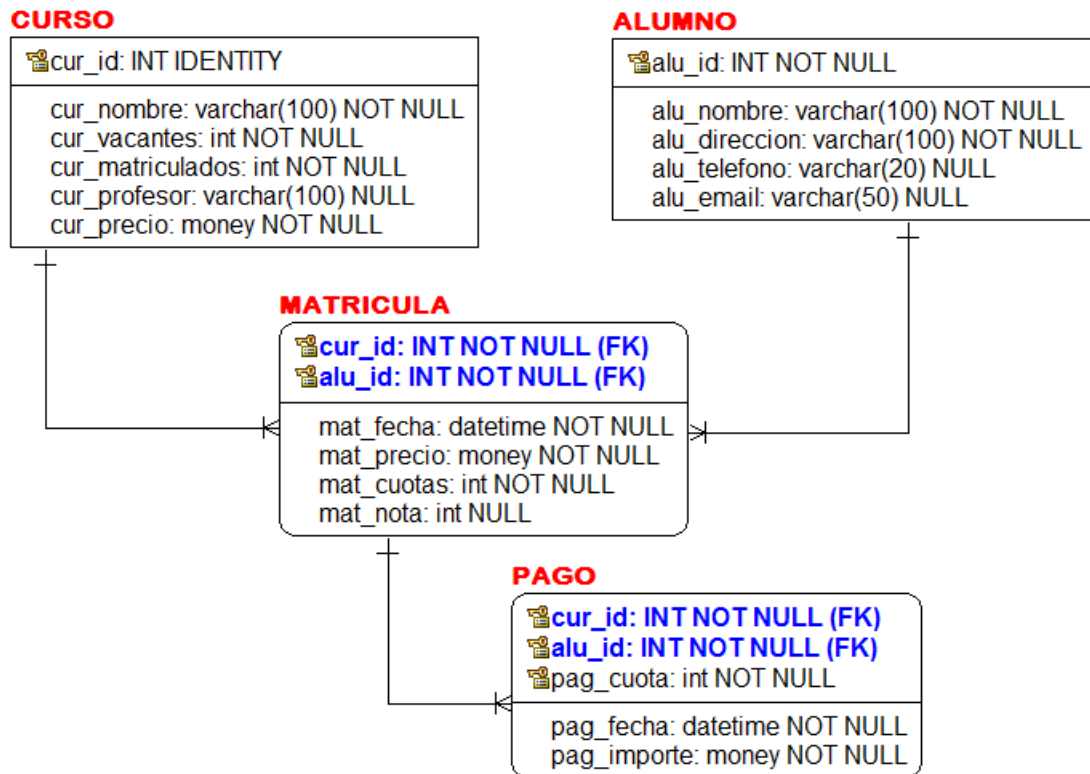 CURSO
cur_id: INT IDENTITY
cur_nombre: varchar(100) NOT NULL
cur_vacantes: int NOT NULL
cur_matriculados: int NOT NULL
cur_profesor: varchar(100) NULL
cur_precio: money NOT NULL
ALUMNO
alu_id: INT NOT NULL
alu_nombre: varchar(100) NOT NULL
alu_direccion: varchar(100) NOT NULL
alu_telefono: varchar(20) NULL
alu_email: varchar(50) NULL
MATRICULA
cur_id: INT NOT NULL (FK)
alu_id: INT NOT NULL (FK)
mat_fecha: datetime NOT NULL
mat_precio: money NOT NULL
mat_cuotas: int NOT NULL
mat_nota: int NULL
PAGO
cur_id: INT NOT NULL (FK)
alu_id: INT NOT NULL (FK)
pag_cuota: int NOT NULL
pag_fecha: datetime NOT NULL
pag_importe: money NOT NULL